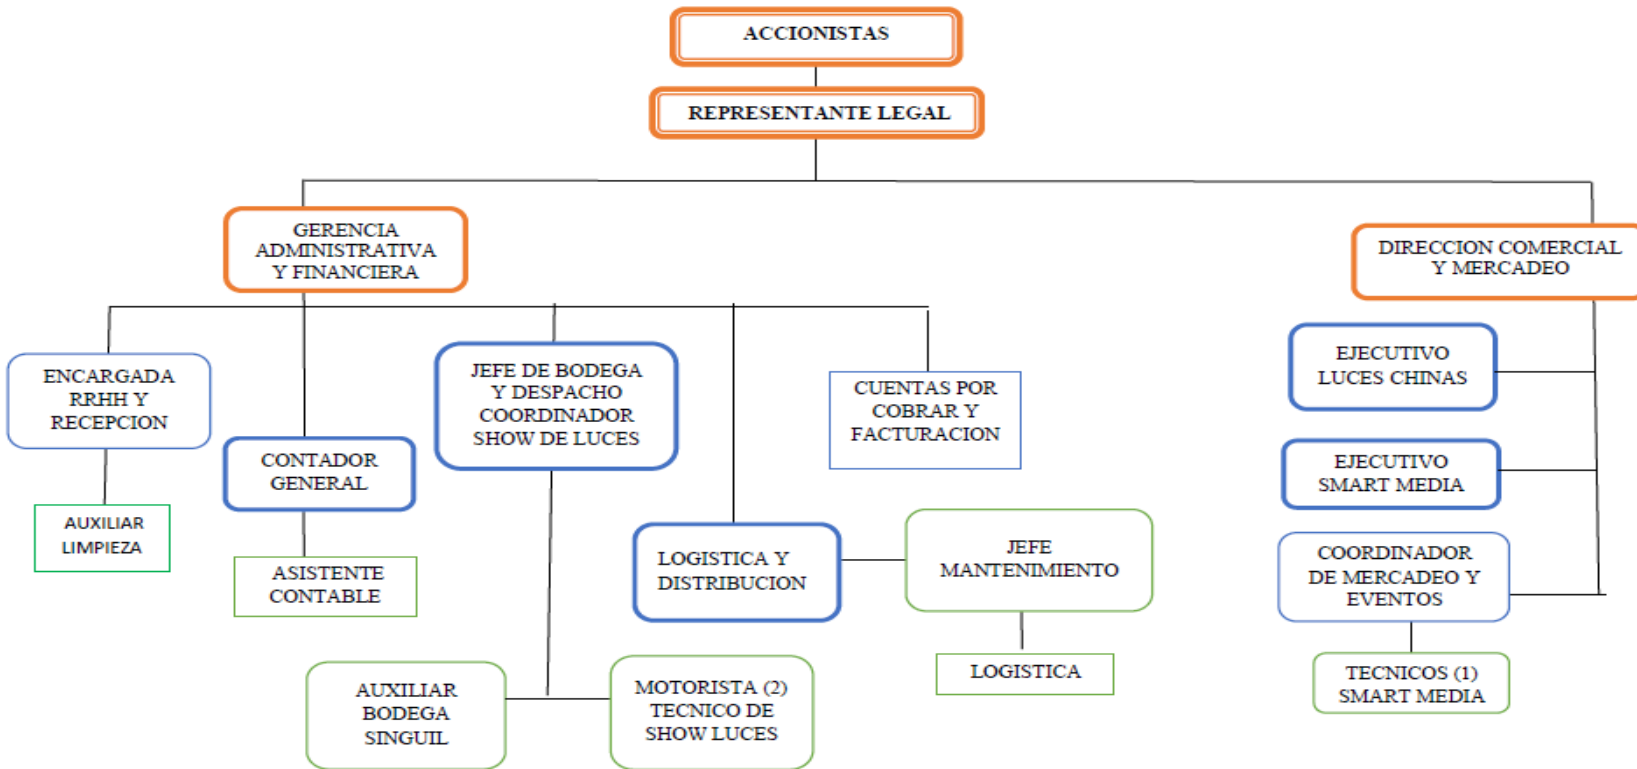 ACCIONISTAS
REPRESENTANTE LEGAL
GERENCIA
ADMINISTRATIVA
Y FINANCIERA
DIRECCION COMERCIAL
Y MERCADEO
ENCARGADA
RRHH Y
RECEPCION
JEFE DE BODEGA
Y DESPACHO
COORDINADOR
SHOW DE LUCES
CUENTAS POR
COBRAR Y
FACTURACION
EJECUTIVO
LUCES CHINAS
CONTADOR
GENERAL
EJECUTIVO
SMART MEDIA
AUXILIAR
LIMPIEZA
ASISTENTE
CONTABLE
LOGISTICA Y
DISTRIBUCION
JEFE
MANTENIMIENTO
COORDINADOR
DE MERCADEO Y
EVENTOS
AUXILIAR
BODEGA
SINGUIL
MOTORISTA (2)
TECNICO DE
SHOW LUCES
LOGISTICA
TECNICOS (1)
SMART MEDIA